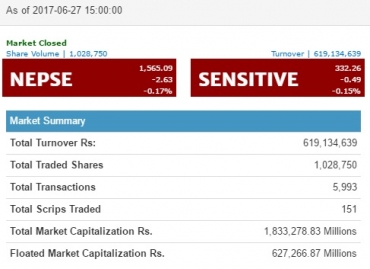 As of 2017-06-27 15:00:00
Market Closed
Share Volume | 1,028,750 Turnover | 619,134,639
NEPSE 1,565.09
-2.63
-0.17%
SENSITIVE 332.26
-0.49
-0.15%
Market Summary
Total Turnover Rs: 619,134,639
Total Traded Shares 1,028,750
Total Transactions 5,993
Total Scrips Traded 151
Total Market Capitalization Rs. 1,833,278.83 Millions
Floated Market Capitalization Rs. 627,266.87 Millions